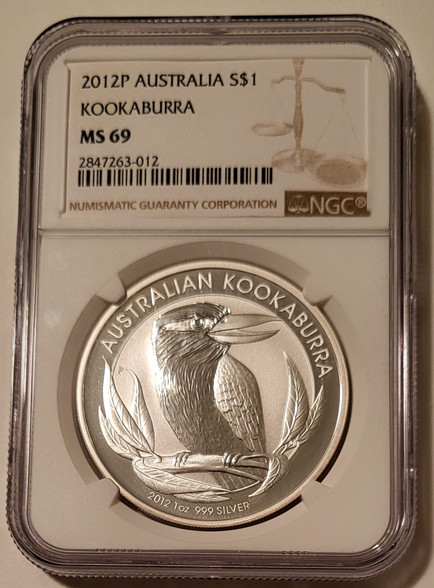 2012P AUSTRALIA S$1
KOOKABURRA
MS 69
2847263-012
NUMISMATIC GUARANTY CORPORATION
NGC®
AUSTRALIAN KOOKABURRA
P
2012 1oz 999 SILVER